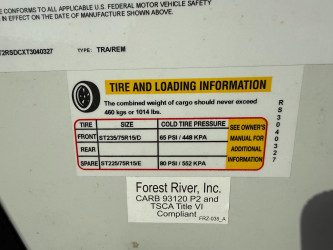 E CONFORMS TO ALL APPLICABLE U.S. FEDERAL MOTOR VEHICLE SAFETY
IN EFFECT ON THE DATE OF MANUFACTURE SHOWN ABOVE.
T2RSDCXT3040327 TYPE: TRA/REM
TIRE AND LOADING INFORMATION
The combined weight of cargo should never exceed
460 kgs or 1014 lbs.
TIRE SIZE COLD TIRE PRESSURE
FRONT ST235/75R15/D 65 PSI / 448 KPA
REAR
SPARE ST225/75R15/E 80 PSI / 552 KPA
SEE OWNER'S
MANUAL FOR
ADDITIONAL
INFORMATION
RS3040327
Forest River, Inc.
CARB 93120 P2 and
TSCA Title VI
Compliant
FRZ-035_A